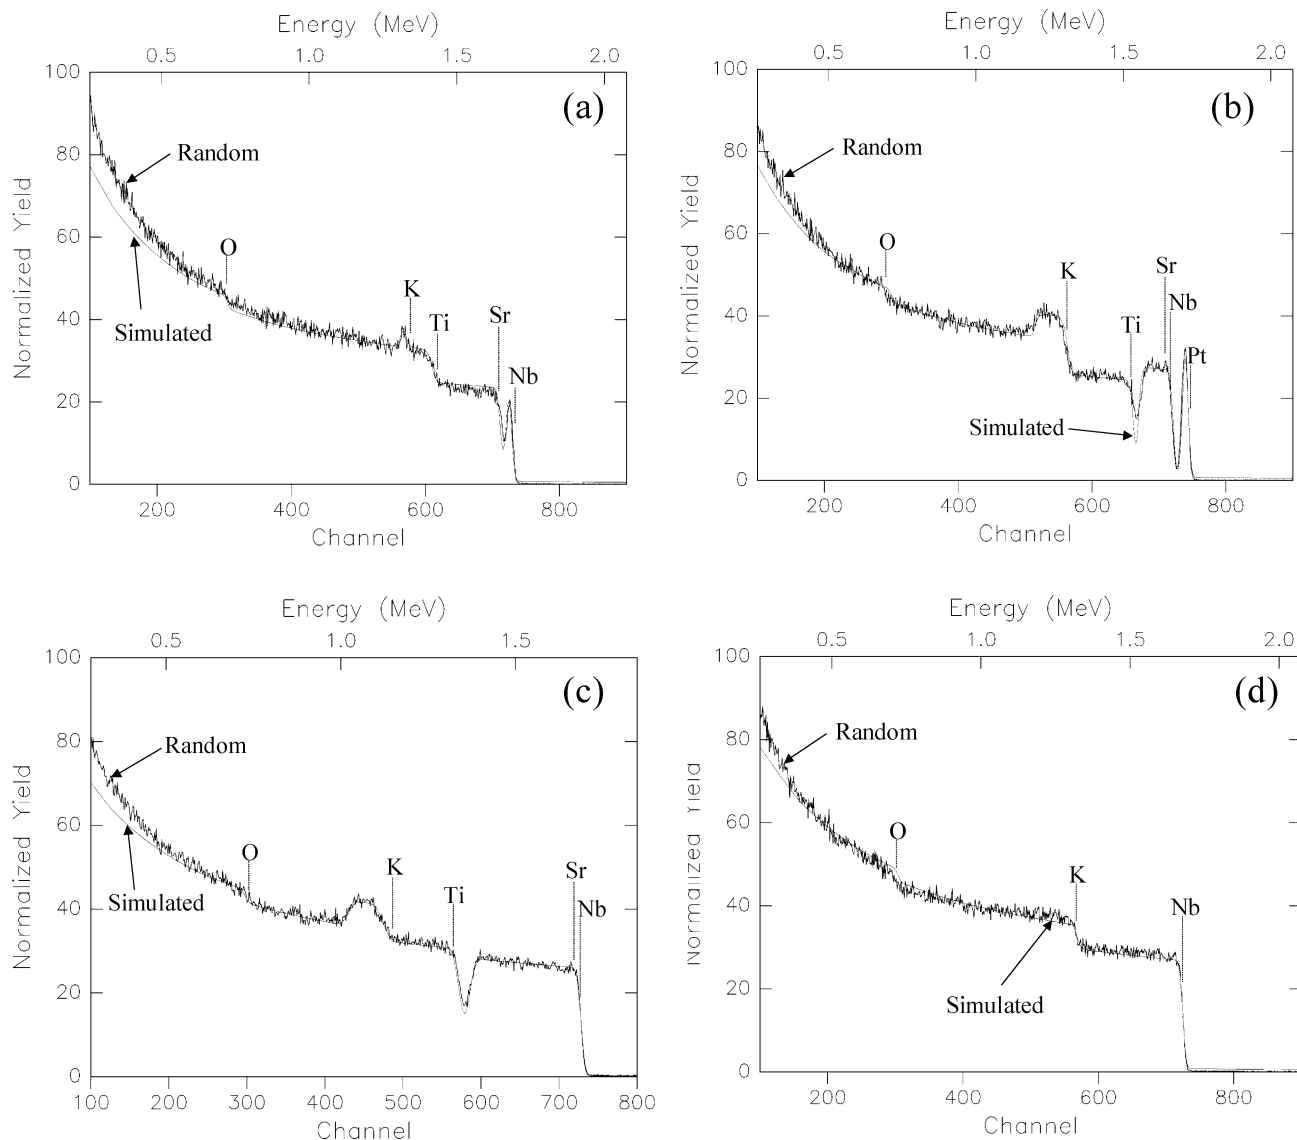 Energy (MeV)
0.5 1.0 1.5 2.0
100
80
60
40
20
0
Normalized Yield
(a)
Random
Simulated
O
K
Ti
Sr
Nb
200 400 600 800
Channel
Energy (MeV)
0.5 1.0 1.5 2.0
100
80
60
40
20
0
Normalized Yield
(b)
Random
O
K
Ti
Sr
Nb
Pt
Simulated
200 400 600 800
Channel
Energy (MeV)
0.5 1.0 1.5
100
80
60
40
20
0
Normalized Yield
(c)
Random
Simulated
O
K
Ti
Sr
Nb
100 200 300 400 500 600 700 800
Channel
Energy (MeV)
0.5 1.0 1.5 2.0
100
80
60
40
20
0
Normalized Yield
(d)
Random
O
K
Nb
Simulated
200 400 600 800
Channel